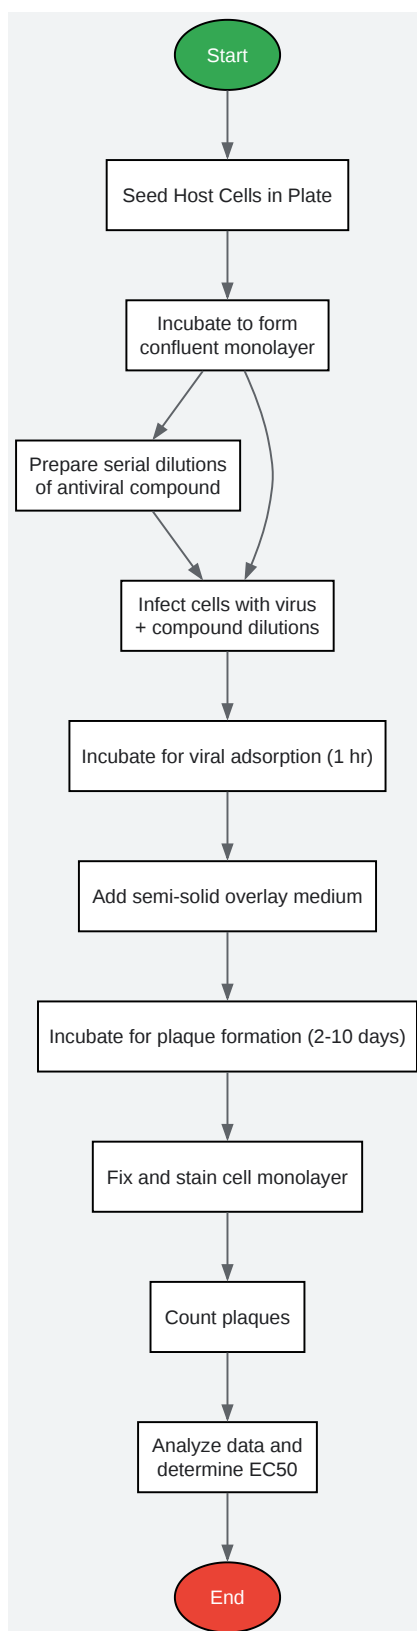 Start
Seed Host Cells in Plate
Incubate to form
confluent monolayer
Prepare serial dilutions
of antiviral compound
Infect cells with virus
+ compound dilutions
Incubate for viral adsorption (1 hr)
Add semi-solid overlay medium
Incubate for plaque formation (2-10 days)
Fix and stain cell monolayer
Count plaques
Analyze data and
determine EC50
End